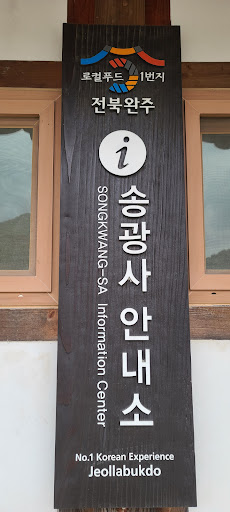 로컬푸드 1번지
전북완주
i
송광사 안내소
SONGKWANG-SA Information Center
No.1 Korean Experience
Jeollabukdo